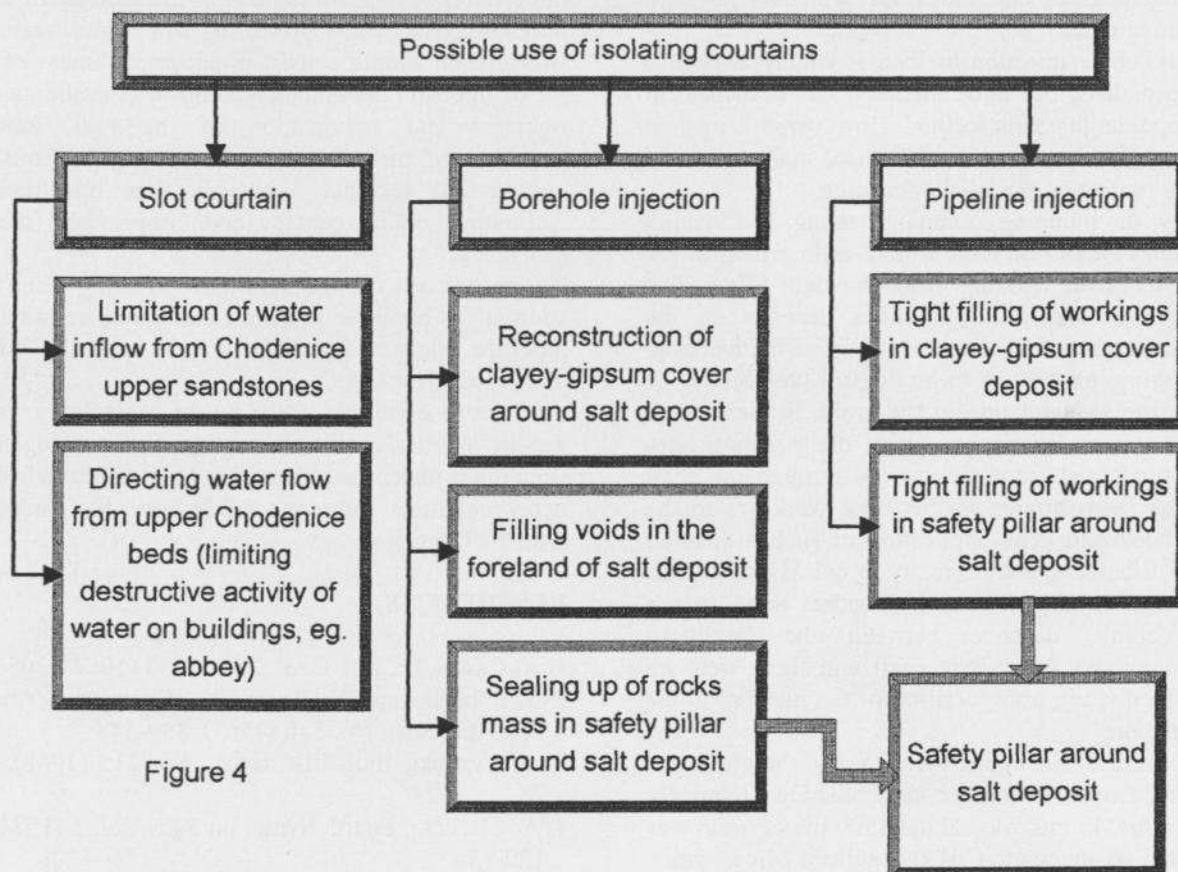 Possible use of isolating courtains
Slot courtain
Borehole injection
Pipeline injection
Limitation of water
inflow from Chodenice
upper sandstones
Reconstruction of
clayey-gipsum cover
around salt deposit
Tight filling of workings
in clayey-gipsum cover
deposit
Directing water flow
from upper Chodenice
beds (limiting
destructive activity of
water on buildings, eg.
abbey)
Filling voids in the
foreland of salt deposit
Tight filling of workings
in safety pillar around
salt deposit
Sealing up of rocks
mass in safety pillar
around salt deposit
Safety pillar around
salt deposit
Figure 4